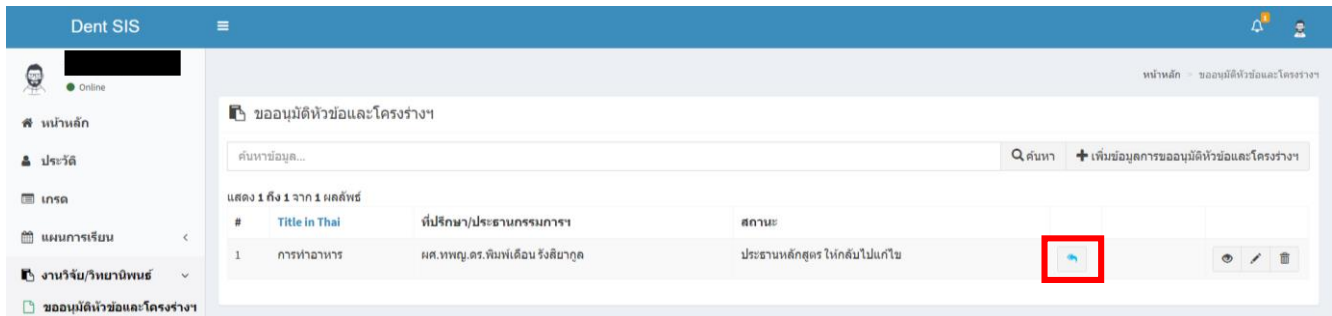 Dent SIS
1
Online
หน้าหลัก > ขออนุมัติหัวข้อและโครงร่างฯ
หน้าหลัก
ประวัติ
เกรด
แผนการเรียน
งานวิจัย/วิทยานิพนธ์
ขออนุมัติหัวข้อและโครงร่างฯ
ขออนุมัติหัวข้อและโครงร่างฯ
ค้นหาข้อมูล... ค้นหา เพิ่มข้อมูลการขออนุมัติหัวข้อและโครงร่างฯ
แสดง 1 ถึง 1 จาก 1 ผลลัพธ์
# Title in Thai ที่ปรึกษา/ประธานกรรมการฯ สถานะ
1 การทำอาหาร ผศ.ทพญ.ดร.พิมพ์เดือน รังสิยากูล ประธานหลักสูตร ให้กลับไปแก้ไข